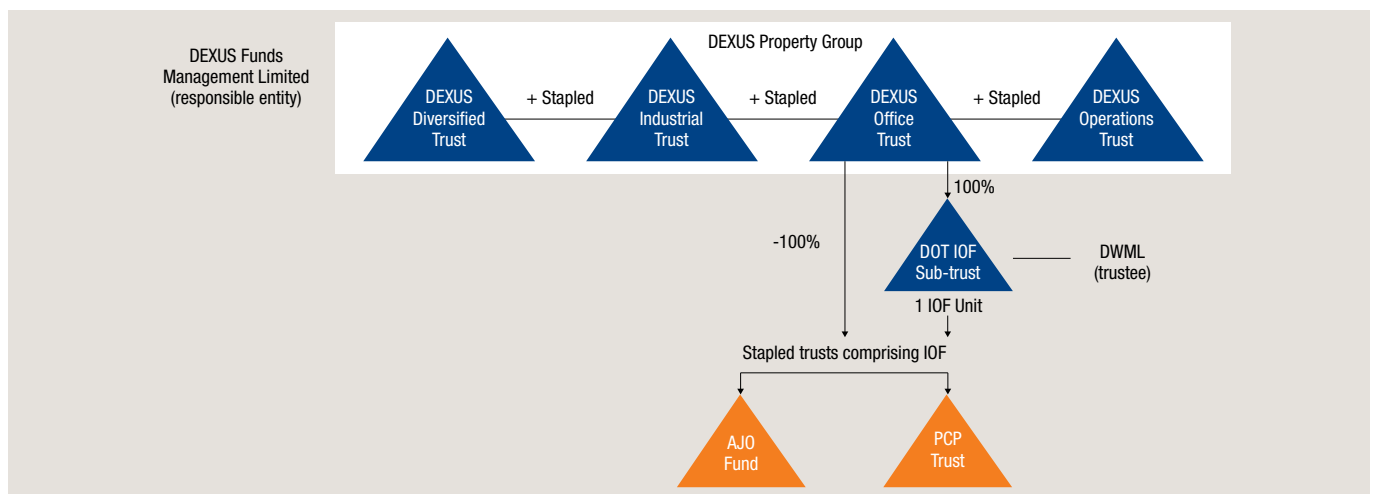 DEXUS Property Group
DEXUS Funds
Management Limited
(responsible entity)
DEXUS
Diversified
Trust
+ Stapled
DEXUS
Industrial
Trust
+ Stapled
DEXUS
Office
Trust
+ Stapled
DEXUS
Operations
Trust
100%
-100%
DOT IOF
Sub-trust
DWML
(trustee)
1 IOF Unit
Stapled trusts comprising IOF
AJO
Fund
PCP
Trust